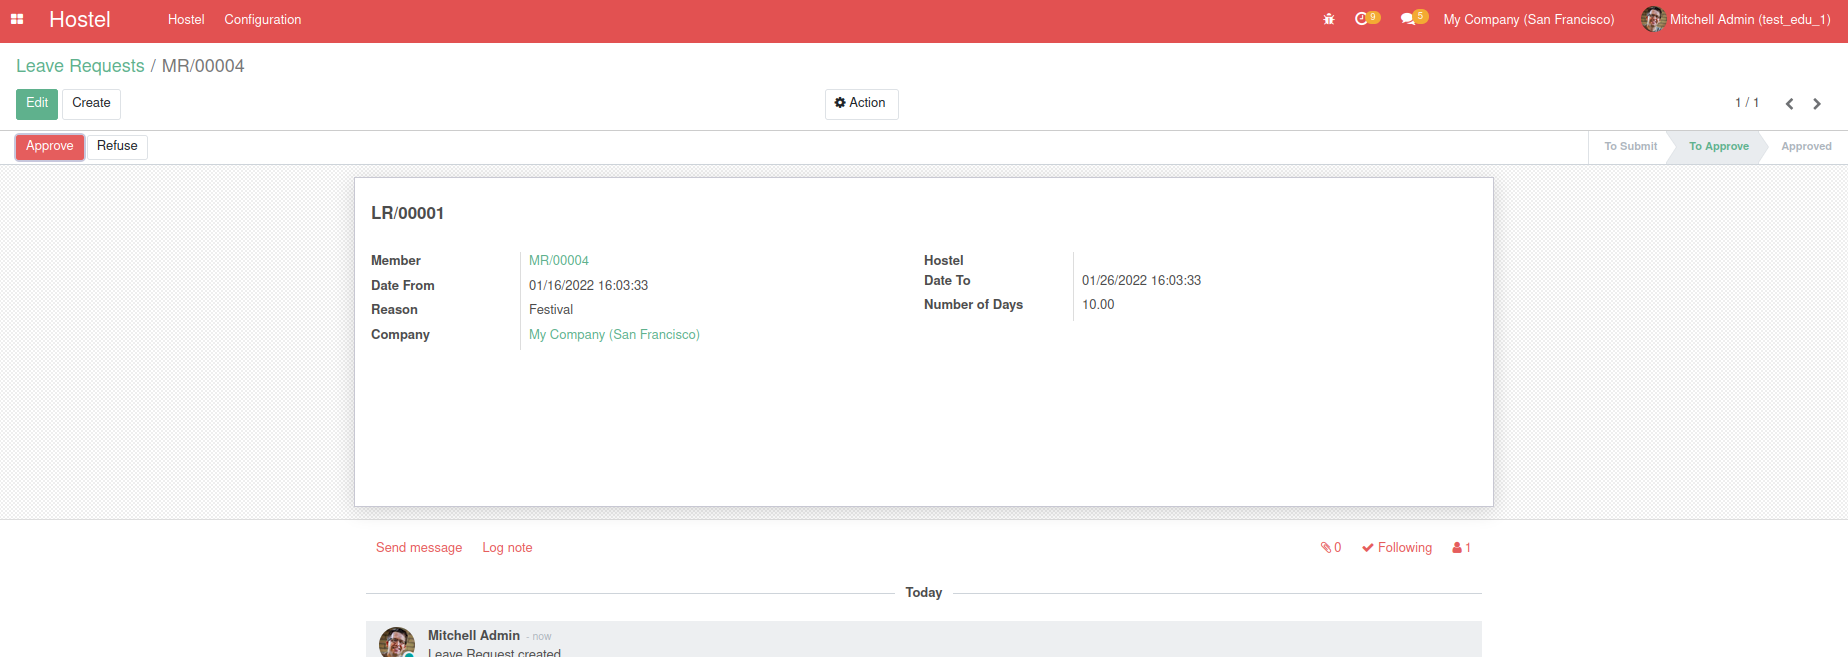 Hostel Hostel Configuration 9 5 My Company (San Francisco) Mitchell Admin (test_edu_1)
Leave Requests / MR/00004
Edit Create Action 1 / 1
Approve Refuse To Submit To Approve Approved
LR/00001
Member MR/00004 Hostel
Date From 01/16/2022 16:03:33 Date To 01/26/2022 16:03:33
Reason Festival Number of Days 10.00
Company My Company (San Francisco)
Send message Log note 0 Following 1
Today
Mitchell Admin - now
Leave Request created